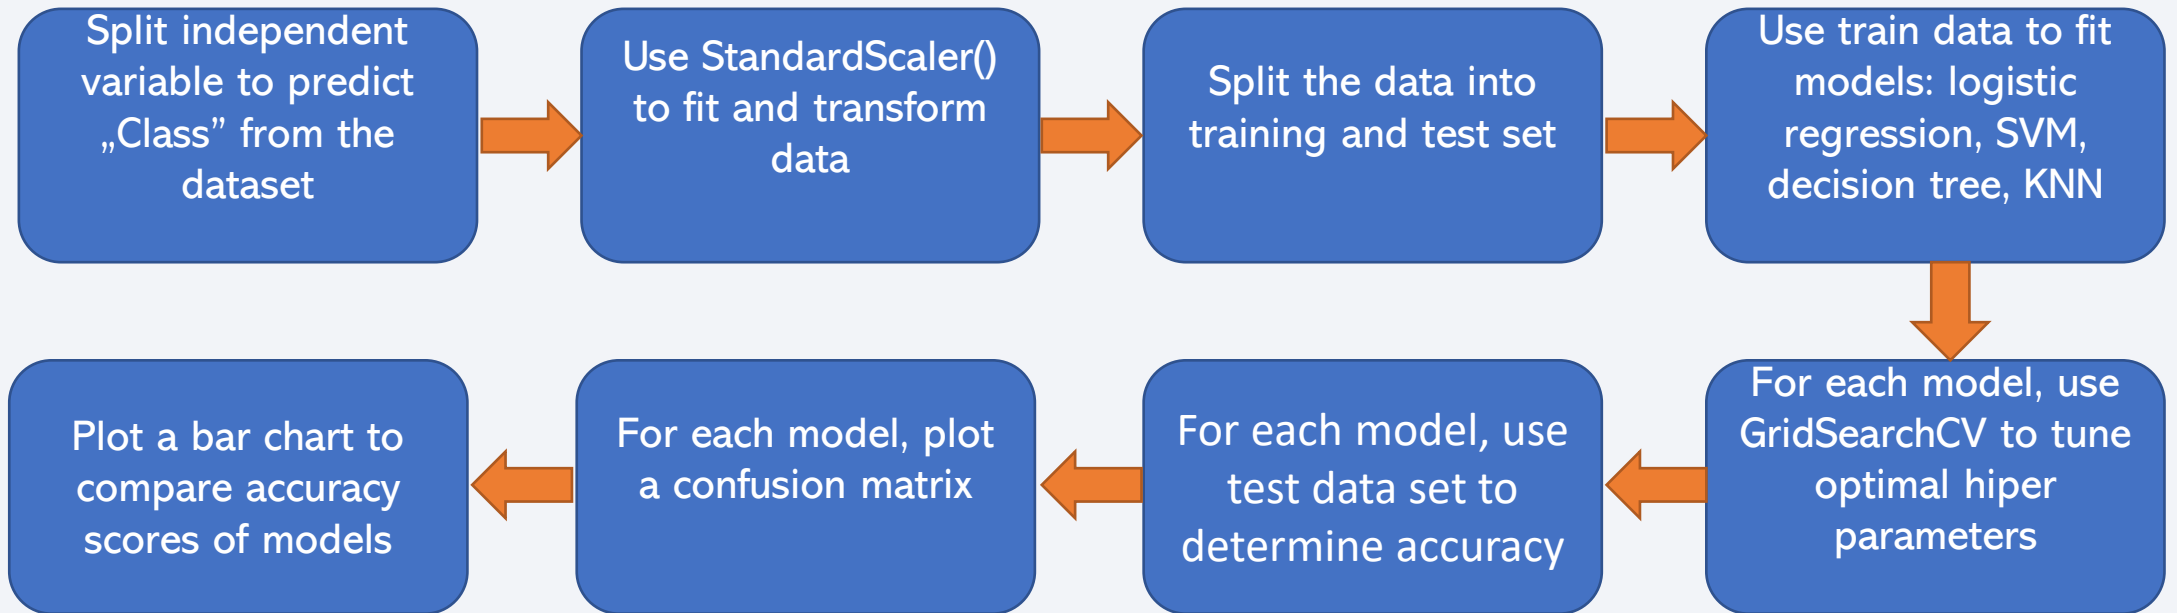 Split independent
variable to predict
„Class” from the
dataset
Use StandardScaler()
to fit and transform
data
Split the data into
training and test set
Use train data to fit
models: logistic
regression, SVM,
decision tree, KNN
For each model, use
GridSearchCV to tune
optimal hiper
parameters
For each model, use
test data set to
determine accuracy
For each model, plot
a confusion matrix
Plot a bar chart to
compare accuracy
scores of models